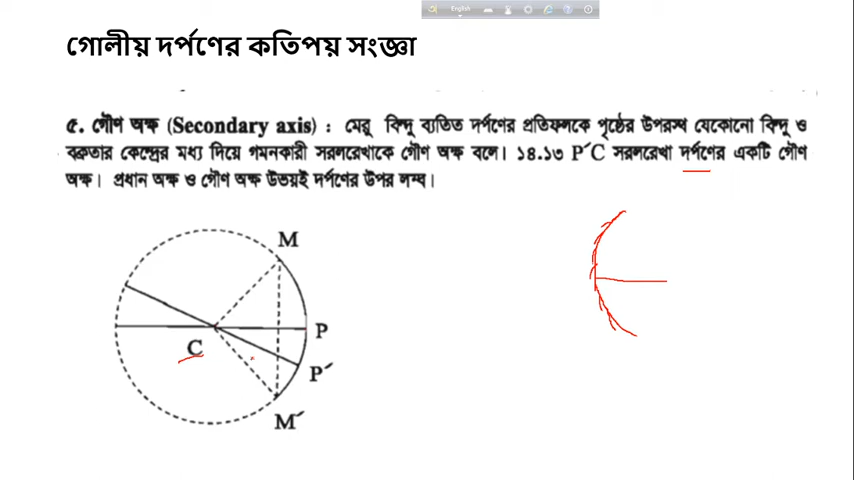 English
গোলীয় দর্পণের কতিপয় সংজ্ঞা
৫. গৌণ অক্ষ (Secondary axis) : মেরু বিন্দু ব্যতিত দর্পণের প্রতিফলকে পৃষ্ঠের উপরস্থ যেকোনো বিন্দু ও
বক্রতার কেন্দ্রের মধ্য দিয়ে গমনকারী সরলরেখাকে গৌণ অক্ষ বলে। ১৪.১৩ P´C সরলরেখা দর্পণের একটি গৌণ
অক্ষ। প্রধান অক্ষ ও গৌণ অক্ষ উভয়ই দর্পণের উপর লম্ব।
M
P
C
P´
M´